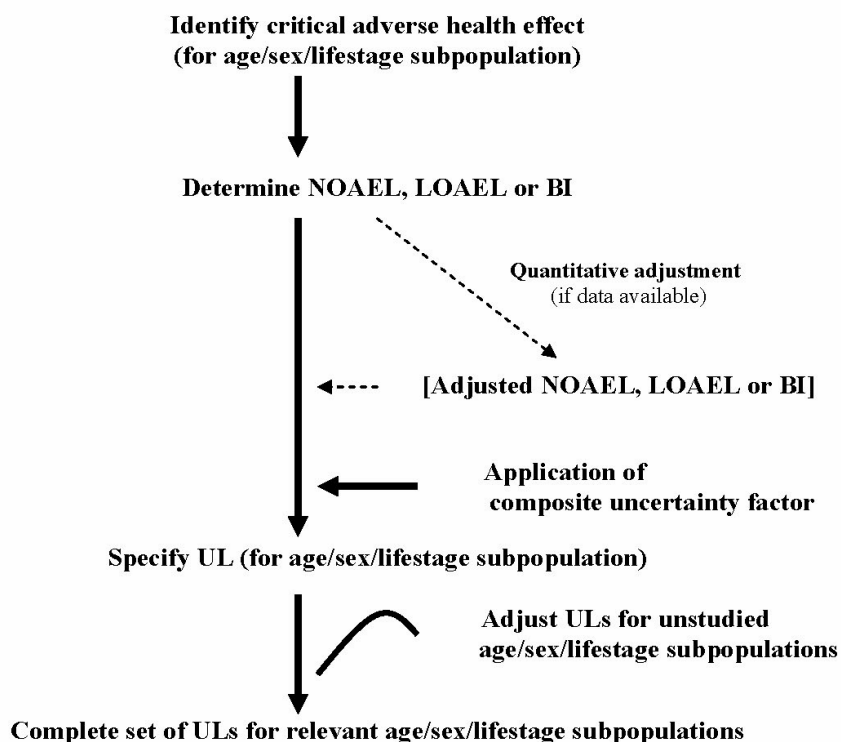 Identify critical adverse health effect
(for age/sex/lifestage subpopulation)
Determine NOAEL, LOAEL or BI
Quantitative adjustment
(if data available)
[Adjusted NOAEL, LOAEL or BI]
Application of
composite uncertainty factor
Specify UL (for age/sex/lifestage subpopulation)
Adjust ULs for unstudied
age/sex/lifestage subpopulations
Complete set of ULs for relevant age/sex/lifestage subpopulations